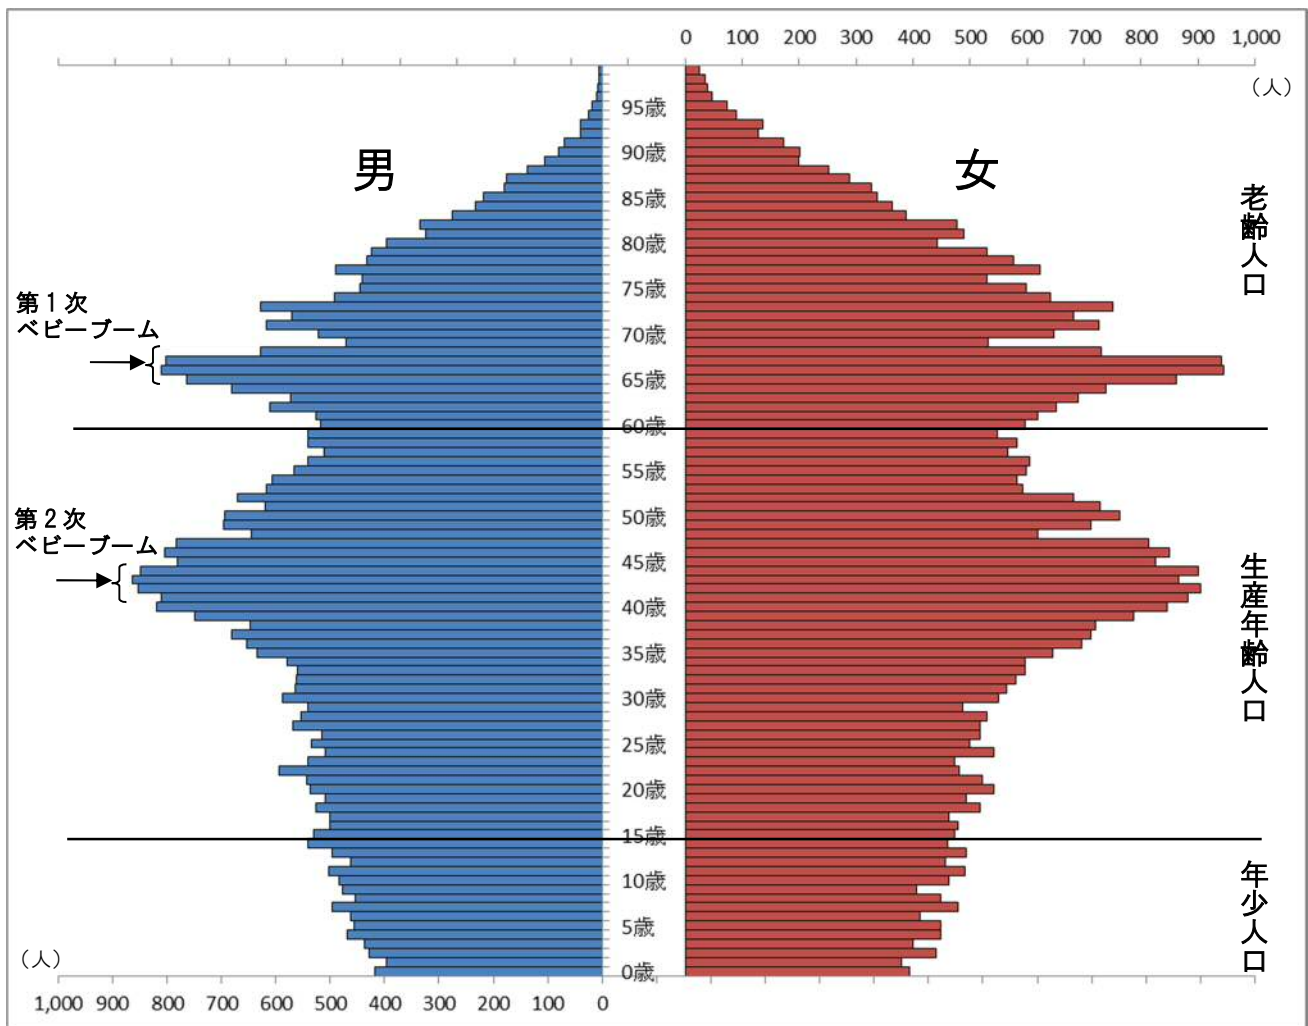 0 100 200 300 400 500 600 700 800 900 1,000
（人）
95歳
90歳
男
女
85歳
老齢人口
80歳
75歳
第1次
ベビーブーム
70歳
65歳
60歳
55歳
第2次
ベビーブーム
50歳
45歳
生産年齢人口
40歳
35歳
30歳
25歳
20歳
15歳
年少人口
10歳
5歳
（人）
0歳
1,000 900 800 700 600 500 400 300 200 100 0